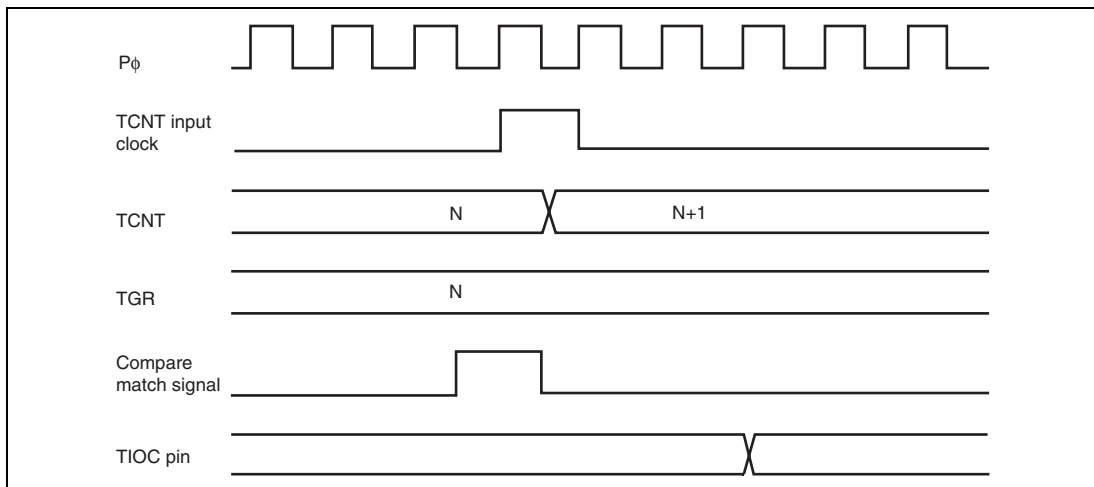 Pφ
TCNT input
clock
TCNT
N
N+1
TGR
N
Compare
match signal
TIOC pin